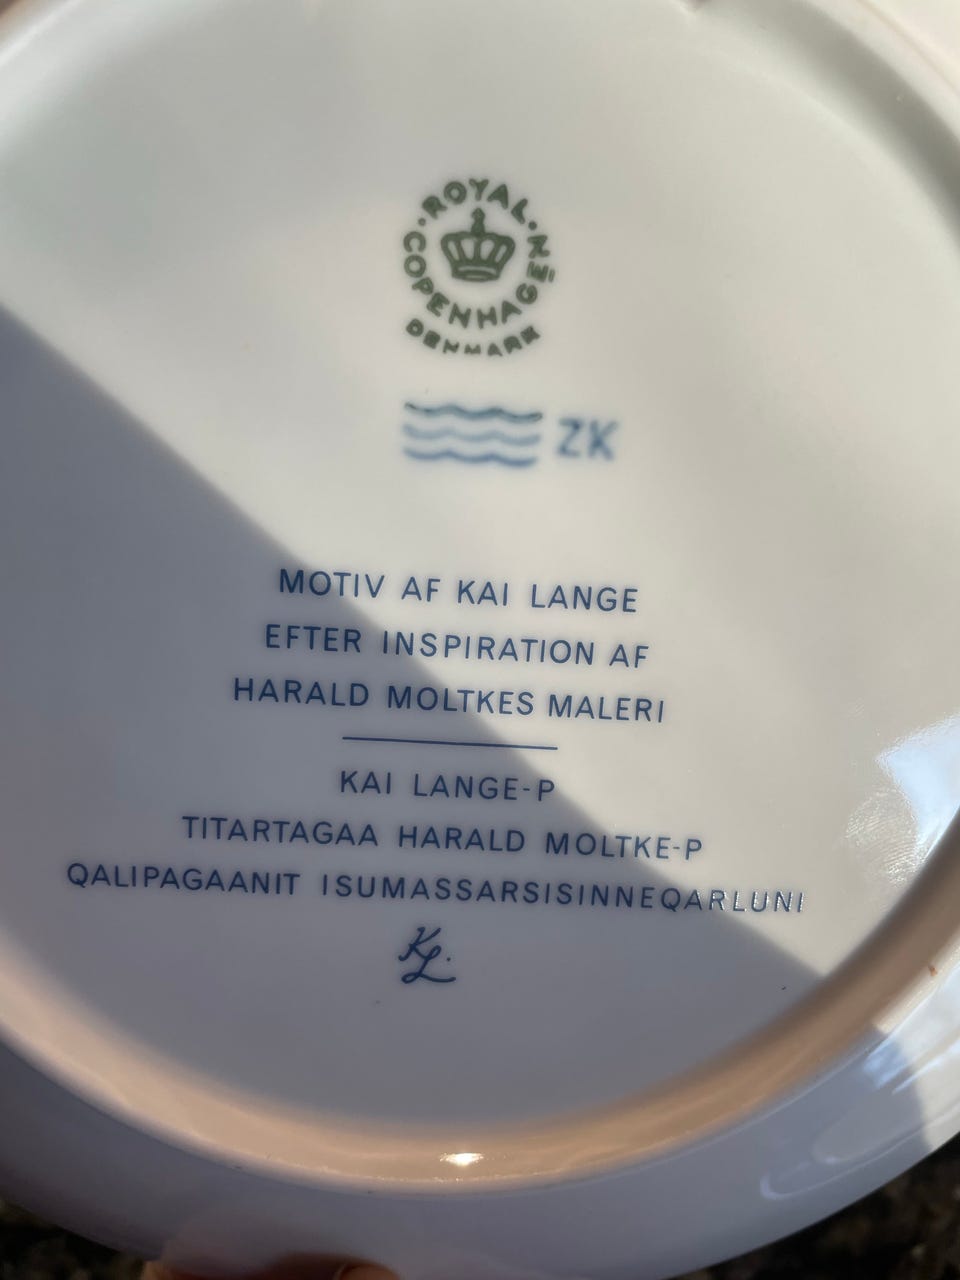 ROYAL
COPENHAGEN
DENMARK
ZK
MOTIV AF KAI LANGE
EFTER INSPIRATION AF
HARALD MOLTKES MALERI
KAI LANGE-P
TITARTAGAA HARALD MOLTKE-P
QALIPAGAANIT ISUMASSARSISINNEQARLUNI
KL.